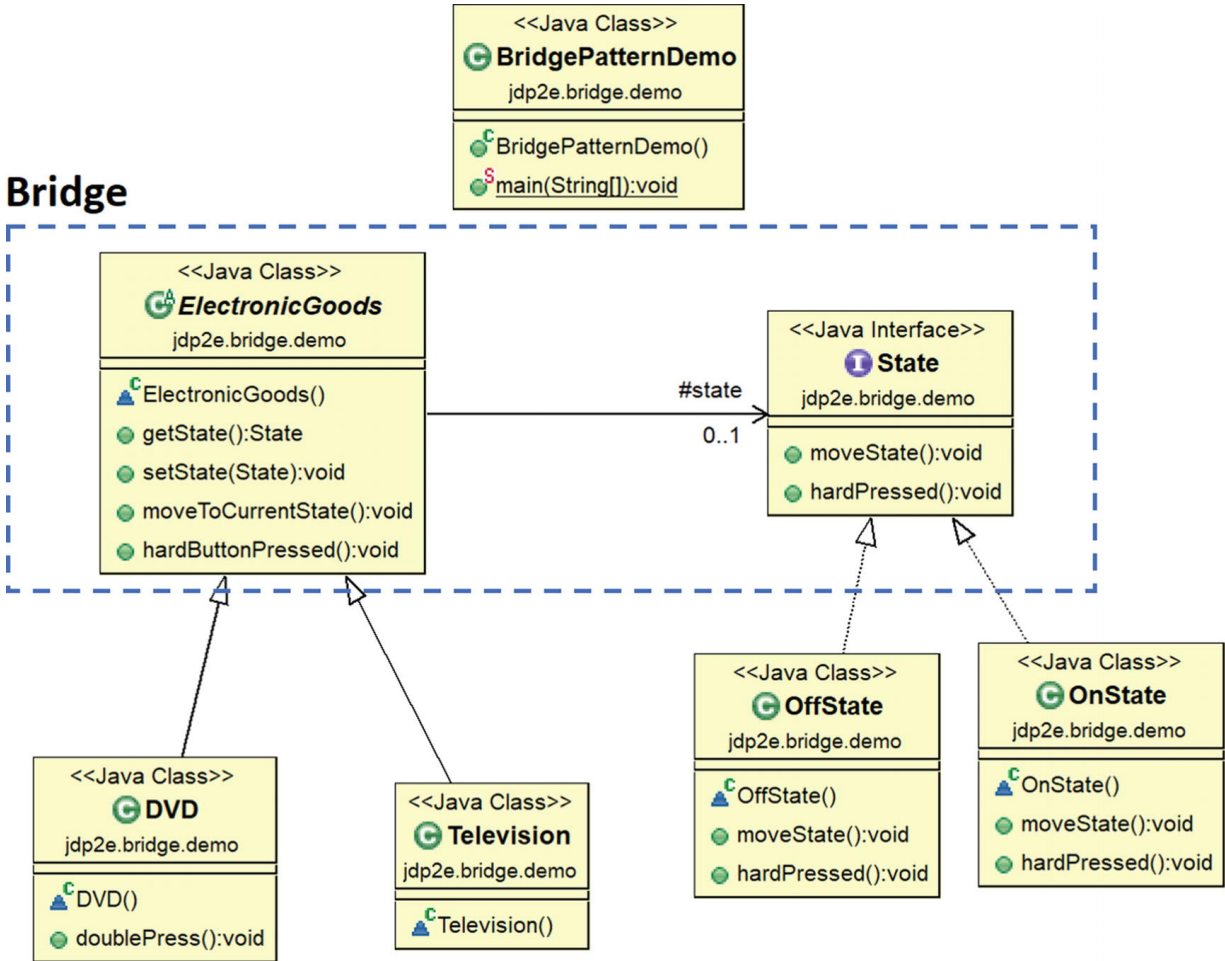 <<Java Class>>
BridgePatternDemo
jdp2e.bridge.demo
BridgePatternDemo()
main(String[]):void
Bridge
<<Java Class>>
ElectronicGoods
jdp2e.bridge.demo
ElectronicGoods()
getState():State
setState(State):void
moveToCurrentState():void
hardButtonPressed():void
#state
0..1
<<Java Interface>>
State
jdp2e.bridge.demo
moveState():void
hardPressed():void
<<Java Class>>
DVD
jdp2e.bridge.demo
DVD()
doublePress():void
<<Java Class>>
Television
jdp2e.bridge.demo
Television()
<<Java Class>>
OffState
jdp2e.bridge.demo
OffState()
moveState():void
hardPressed():void
<<Java Class>>
OnState
jdp2e.bridge.demo
OnState()
moveState():void
hardPressed():void